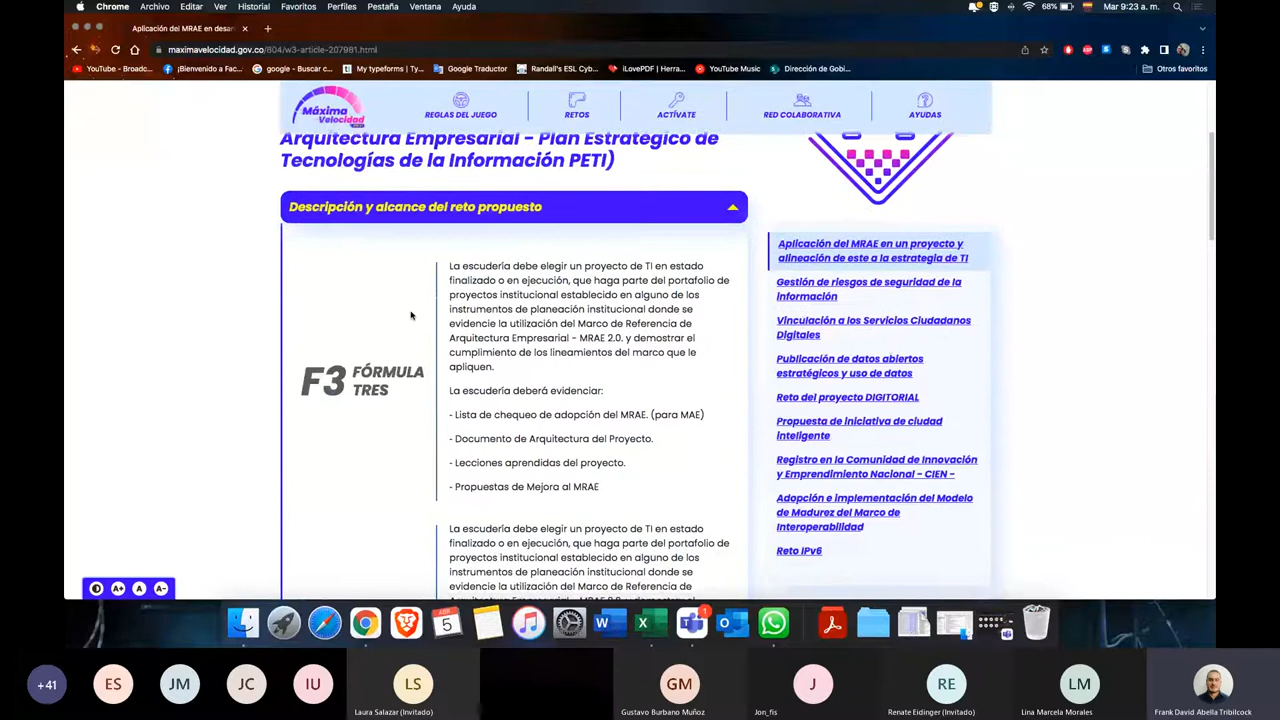 Chrome Archivo Editar Ver Historial Favoritos Perfiles Pestaña Ventana Ayuda
68% Mar 9:23 a. m.
Aplicación del MRAE en desar
maximavelocidad.gov.co/804/w3-article-207981.html
YouTube - Broadc... ¡Bienvenido a Fac... google - Buscar c... My typeforms | Ty... Google Traductor Randall's ESL Cyb... iLovePDF | Herra... YouTube Music Dirección de Gobi... Otros favoritos
Máxima
Velocidad
REGLAS DEL JUEGO
RETOS
ACTÍVATE
RED COLABORATIVA
AYUDAS
Arquitectura Empresarial - Plan Estratégico de
Tecnologías de la Información PETI)
Descripción y alcance del reto propuesto
F3 FÓRMULA
TRES
La escudería debe elegir un proyecto de TI en estado
finalizado o en ejecución, que haga parte del portafolio de
proyectos institucional establecido en alguno de los
instrumentos de planeación institucional donde se
evidencie la utilización del Marco de Referencia de
Arquitectura Empresarial - MRAE 2.0. y demostrar el
cumplimiento de los lineamientos del marco que le
apliquen.
La escudería deberá evidenciar:
- Lista de chequeo de adopción del MRAE. (para MAE)
- Documento de Arquitectura del Proyecto.
- Lecciones aprendidas del proyecto.
- Propuestas de Mejora al MRAE
La escudería debe elegir un proyecto de TI en estado
finalizado o en ejecución, que haga parte del portafolio de
proyectos institucional establecido en alguno de los
instrumentos de planeación institucional donde se
evidencie la utilización del Marco de Referencia de
Aplicación del MRAE en un proyecto y
alineación de este a la estrategia de TI
Gestión de riesgos de seguridad de la
información
Vinculación a los Servicios Ciudadanos
Digitales
Publicación de datos abiertos
estratégicos y uso de datos
Reto del proyecto DIGITORIAL
Propuesta de iniciativa de ciudad
inteligente
Registro en la Comunidad de Innovación
y Emprendimiento Nacional - CIEN -
Adopción e implementación del Modelo
de Madurez del Marco de
Interoperabilidad
Reto IPv6
A+ A A-
5
1
+41
ES
JM
JC
IU
LS
Laura Salazar (Invitado)
GM
Gustavo Burbano Muñoz
J
Jon_fis
RE
Renate Eidinger (Invitado)
LM
Lina Marcela Morales
Frank David Abella Tribilcock